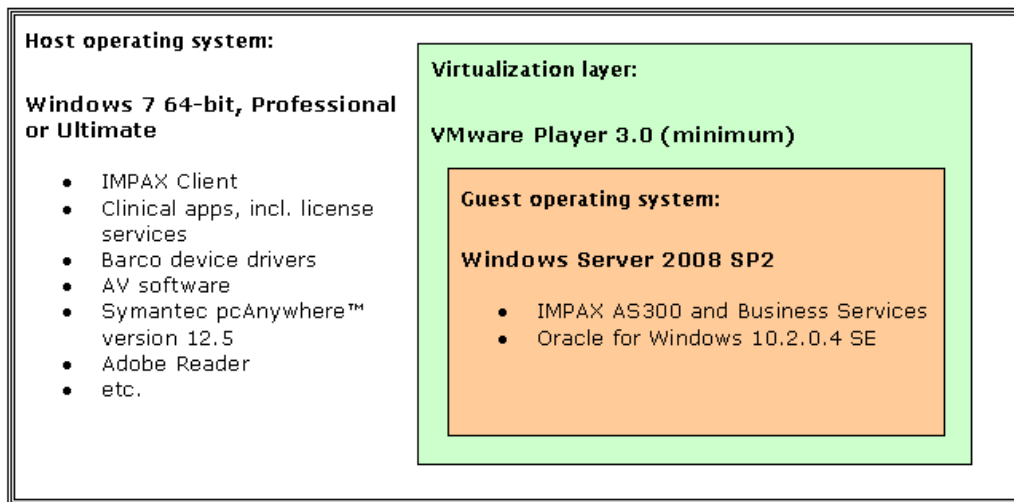 Host operating system:
Windows 7 64-bit, Professional
or Ultimate
• IMPAX Client
• Clinical apps, incl. license
services
• Barco device drivers
• AV software
• Symantec pcAnywhere™
version 12.5
• Adobe Reader
• etc.
Virtualization layer:
VMware Player 3.0 (minimum)
Guest operating system:
Windows Server 2008 SP2
• IMPAX AS300 and Business Services
• Oracle for Windows 10.2.0.4 SE